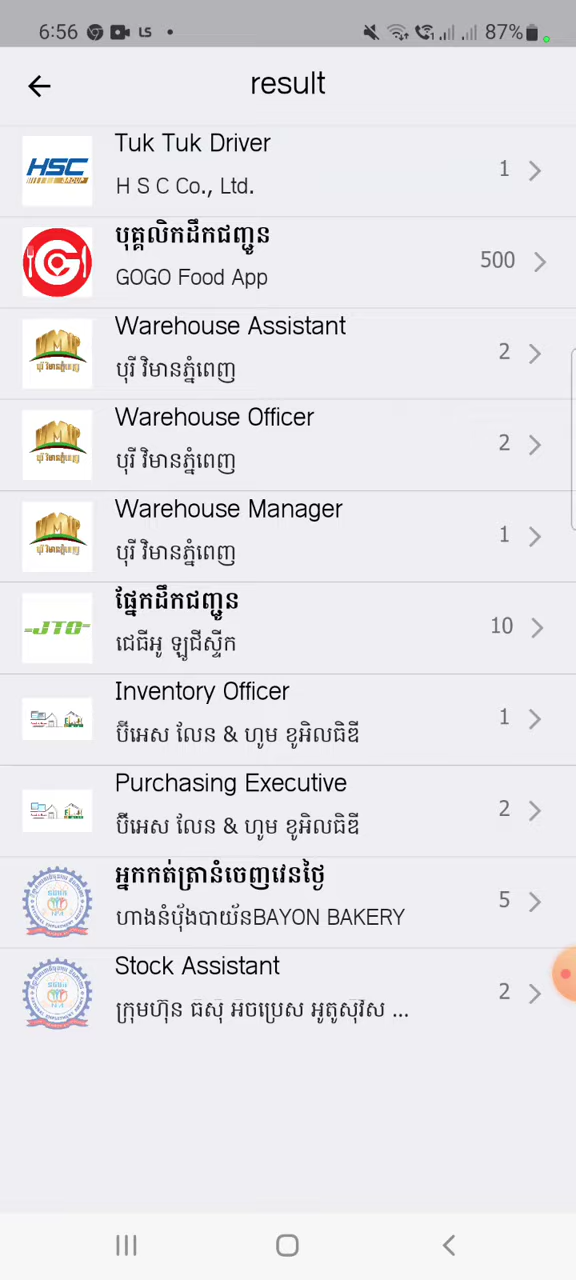 6:56 LS 87%
result
Tuk Tuk Driver
H S C Co., Ltd.
1
HSC
បុគ្គលិកដឹកជញ្ជូន
GOGO Food App
500
Warehouse Assistant
បុរី វិមានភ្នំពេញ
2
Warehouse Officer
បុរី វិមានភ្នំពេញ
2
Warehouse Manager
បុរី វិមានភ្នំពេញ
1
ផ្នែកដឹកជញ្ជូន
ជេធីអូ ឡូជីស្ទីក
10
-JTO-
Inventory Officer
ប៊ីអេស លែន & ហូម ខូអិលធិឌី
1
Purchasing Executive
ប៊ីអេស លែន & ហូម ខូអិលធិឌី
2
អ្នកកត់ត្រានំចេញវេនថ្ងៃ
ហាងនំប៉័ងបាយ័នBAYON BAKERY
5
Stock Assistant
ក្រុមហ៊ុន ធីស៊ុ អិចប្រេស អូតូស៊ីវីស ...
2